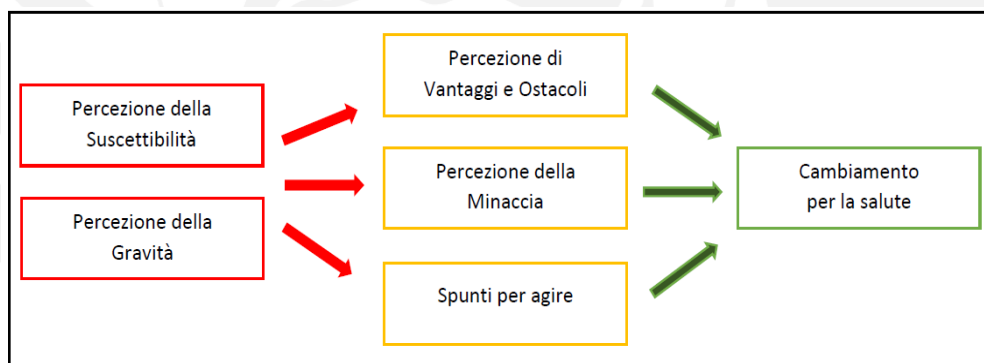 Percezione della
Suscettibilità
Percezione della
Gravità
Percezione di
Vantaggi e Ostacoli
Percezione della
Minaccia
Spunti per agire
Cambiamento
per la salute